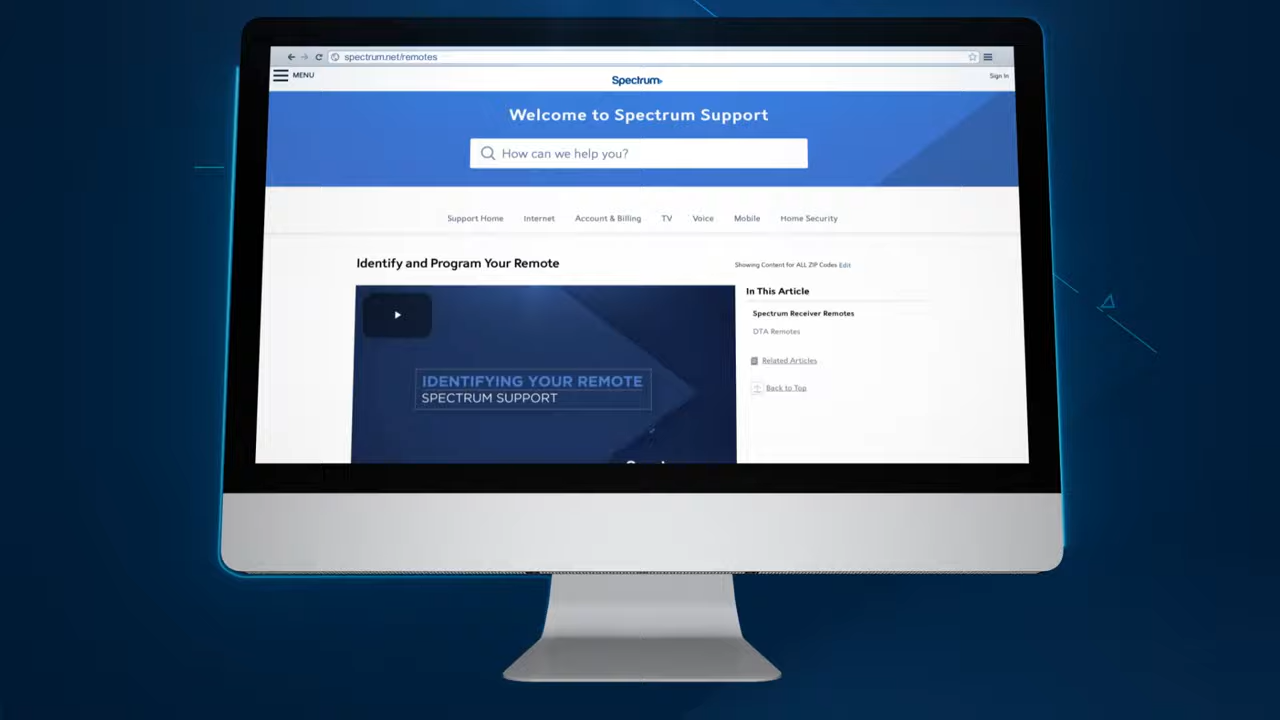 spectrum.net/remotes
MENU
Spectrum
Sign In
Welcome to Spectrum Support
How can we help you?
Support Home Internet Account & Billing TV Voice Mobile Home Security
Identify and Program Your Remote
Showing Content for ALL ZIP Codes Edit
In This Article
Spectrum Receiver Remotes
DTA Remotes
Related Articles
Back to Top
IDENTIFYING YOUR REMOTE
SPECTRUM SUPPORT